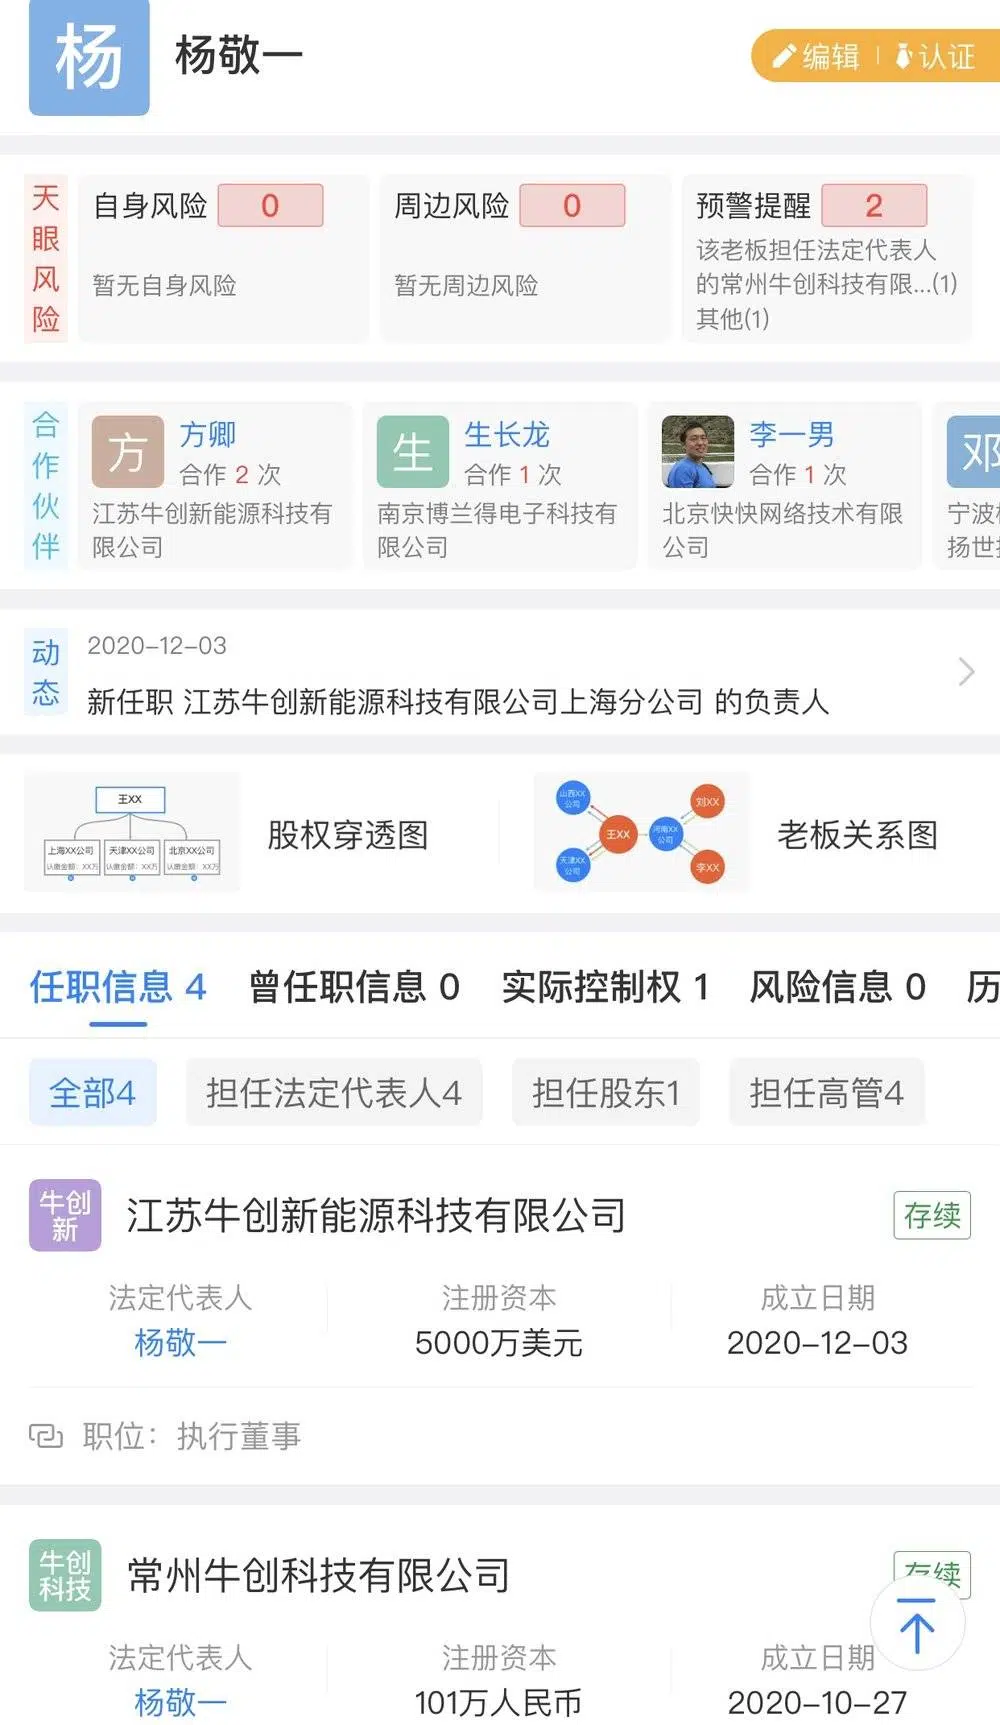 杨
杨敬一
编辑 | 认证
天眼风险
自身风险 0
暂无自身风险
周边风险 0
暂无周边风险
预警提醒 2
该老板担任法定代表人
的常州牛创科技有限...(1)
其他(1)
合作伙伴
方
方卿
合作 2 次
江苏牛创新能源科技有
限公司
生
生长龙
合作 1 次
南京博兰得电子科技有
限公司
李一男
合作 1 次
北京快快网络技术有限
公司
邓
宁波
扬世
动态
2020-12-03
新任职 江苏牛创新能源科技有限公司上海分公司 的负责人
王XX
上海XX公司 天津XX公司 北京XX公司
认缴金额：XX万 认缴金额：XX万 认缴金额：XX万
股权穿透图
山西XX
公司
刘XX
王XX
河南XX
公司
天津XX
公司
李XX
老板关系图
任职信息 4 曾任职信息 0 实际控制权 1 风险信息 0 历
全部4 担任法定代表人4 担任股东1 担任高管4
牛创
新
江苏牛创新能源科技有限公司
存续
法定代表人 注册资本 成立日期
杨敬一 5000万美元 2020-12-03
职位：执行董事
牛创
科技
常州牛创科技有限公司
存续
法定代表人 注册资本 成立日期
杨敬一 101万人民币 2020-10-27